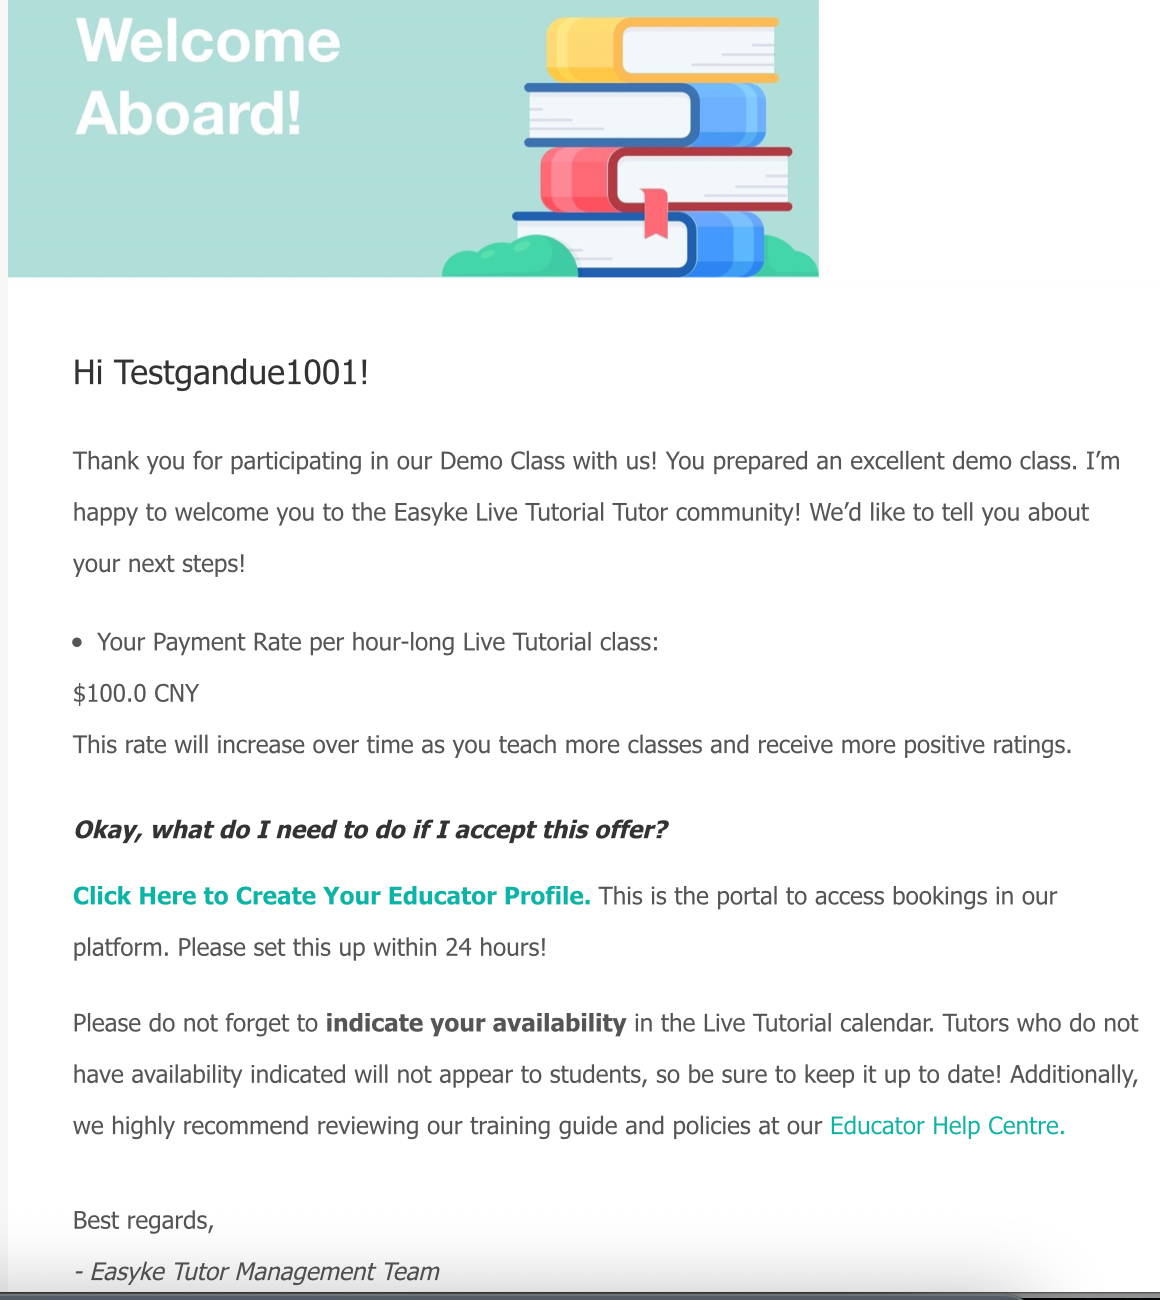 Welcome
Aboard!
Hi Testgandue1001!
Thank you for participating in our Demo Class with us! You prepared an excellent demo class. I’m
happy to welcome you to the Easyke Live Tutorial Tutor community! We’d like to tell you about
your next steps!
• Your Payment Rate per hour-long Live Tutorial class:
$100.0 CNY
This rate will increase over time as you teach more classes and receive more positive ratings.
Okay, what do I need to do if I accept this offer?
Click Here to Create Your Educator Profile. This is the portal to access bookings in our
platform. Please set this up within 24 hours!
Please do not forget to indicate your availability in the Live Tutorial calendar. Tutors who do not
have availability indicated will not appear to students, so be sure to keep it up to date! Additionally,
we highly recommend reviewing our training guide and policies at our Educator Help Centre.
Best regards,
- Easyke Tutor Management Team